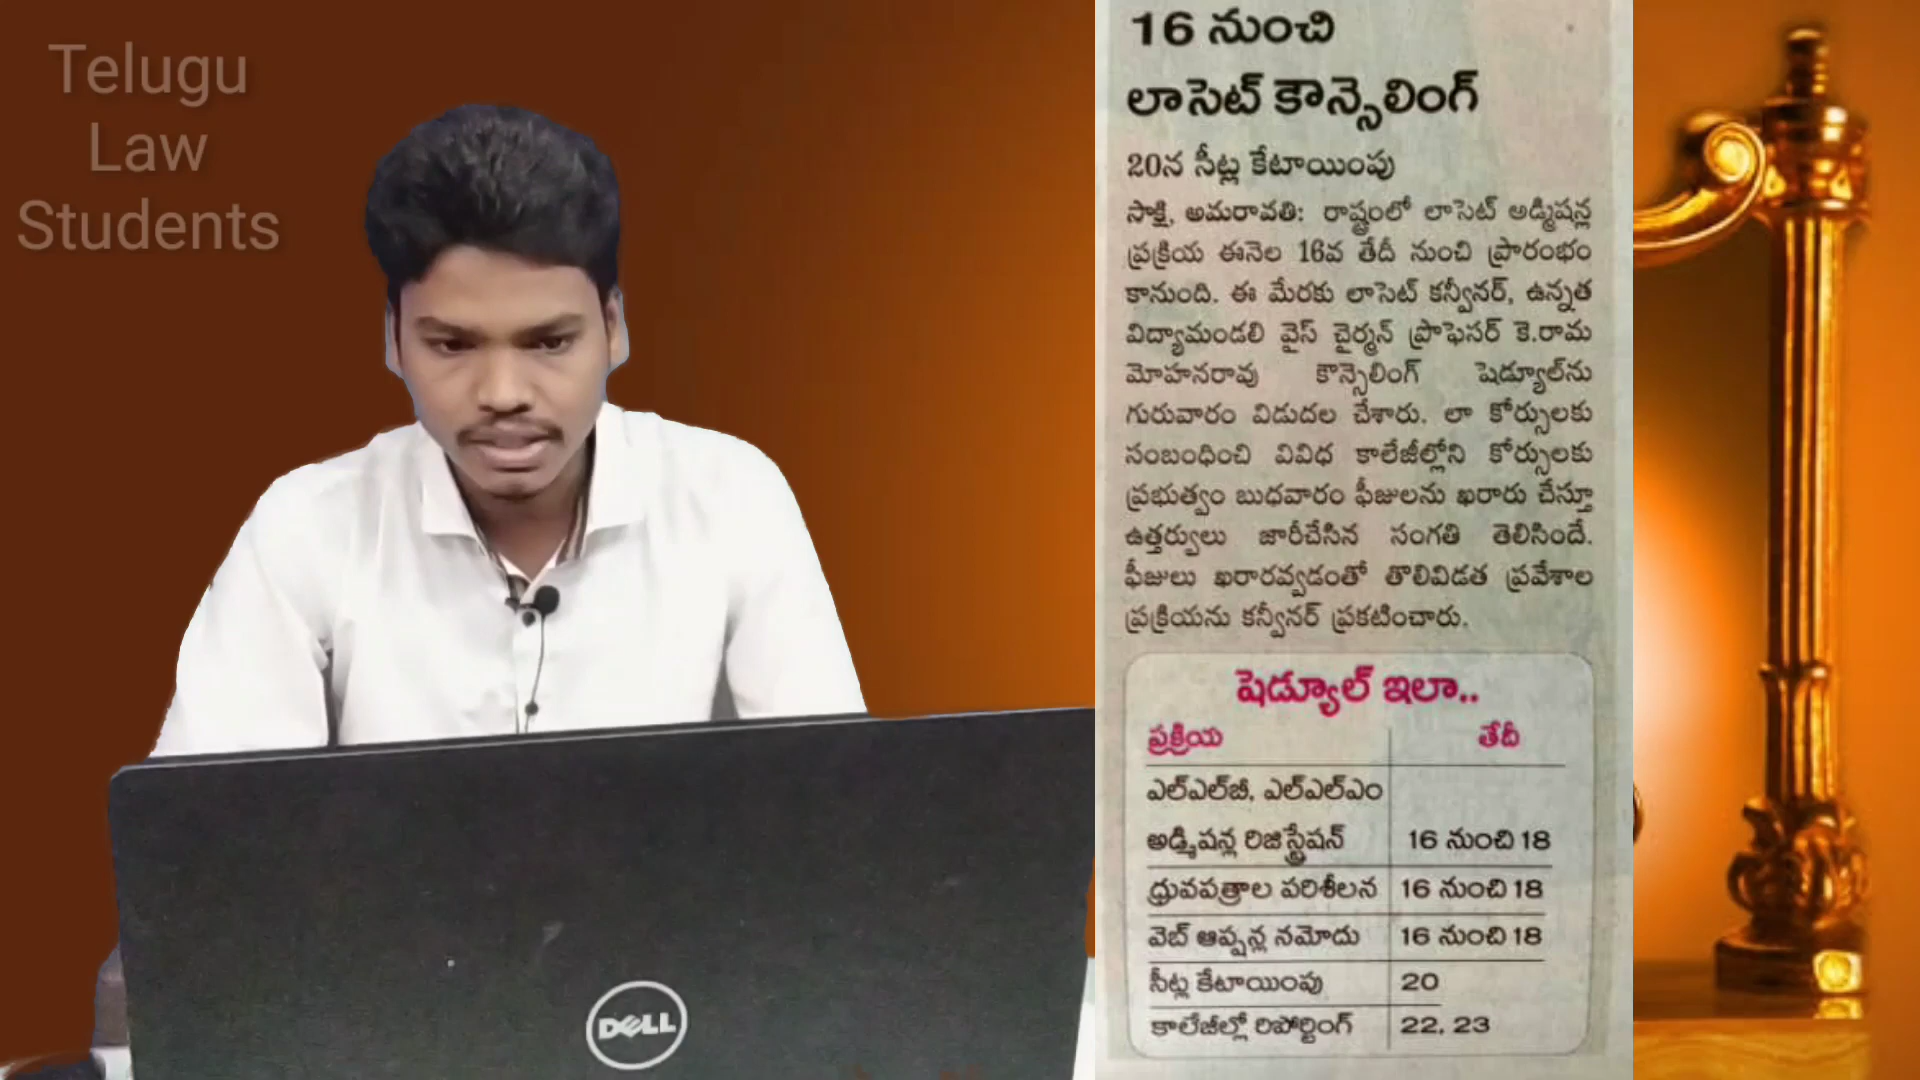 Telugu
Law
Students
16 నుంచి
లాసెట్ కౌన్సెలింగ్
20న సీట్ల కేటాయింపు
సాక్షి, అమరావతి: రాష్ట్రంలో లాసెట్ అడ్మిషన్ల
ప్రక్రియ ఈనెల 16వ తేదీ నుంచి ప్రారంభం
కానుంది. ఈ మేరకు లాసెట్ కన్వీనర్, ఉన్నత
విద్యామండలి వైస్ చైర్మన్ ప్రొఫెసర్ కె.రామ
మోహనరావు కౌన్సెలింగ్ షెడ్యూల్‌ను
గురువారం విడుదల చేశారు. లా కోర్సులకు
సంబంధించి వివిధ కాలేజీల్లోని కోర్సులకు
ప్రభుత్వం బుధవారం ఫీజులను ఖరారు చేస్తూ
ఉత్తర్వులు జారీచేసిన సంగతి తెలిసిందే.
ఫీజులు ఖరారవ్వడంతో తొలివిడత ప్రవేశాల
ప్రక్రియను కన్వీనర్ ప్రకటించారు.
షెడ్యూల్ ఇలా..
ప్రక్రియ తేదీ
ఎల్ఎల్‌బీ, ఎల్ఎల్ఎం
అడ్మిషన్ల రిజిస్ట్రేషన్ 16 నుంచి 18
ధ్రువపత్రాల పరిశీలన 16 నుంచి 18
వెబ్ ఆప్షన్ల నమోదు 16 నుంచి 18
సీట్ల కేటాయింపు 20
కాలేజీల్లో రిపోర్టింగ్ 22, 23
DELL